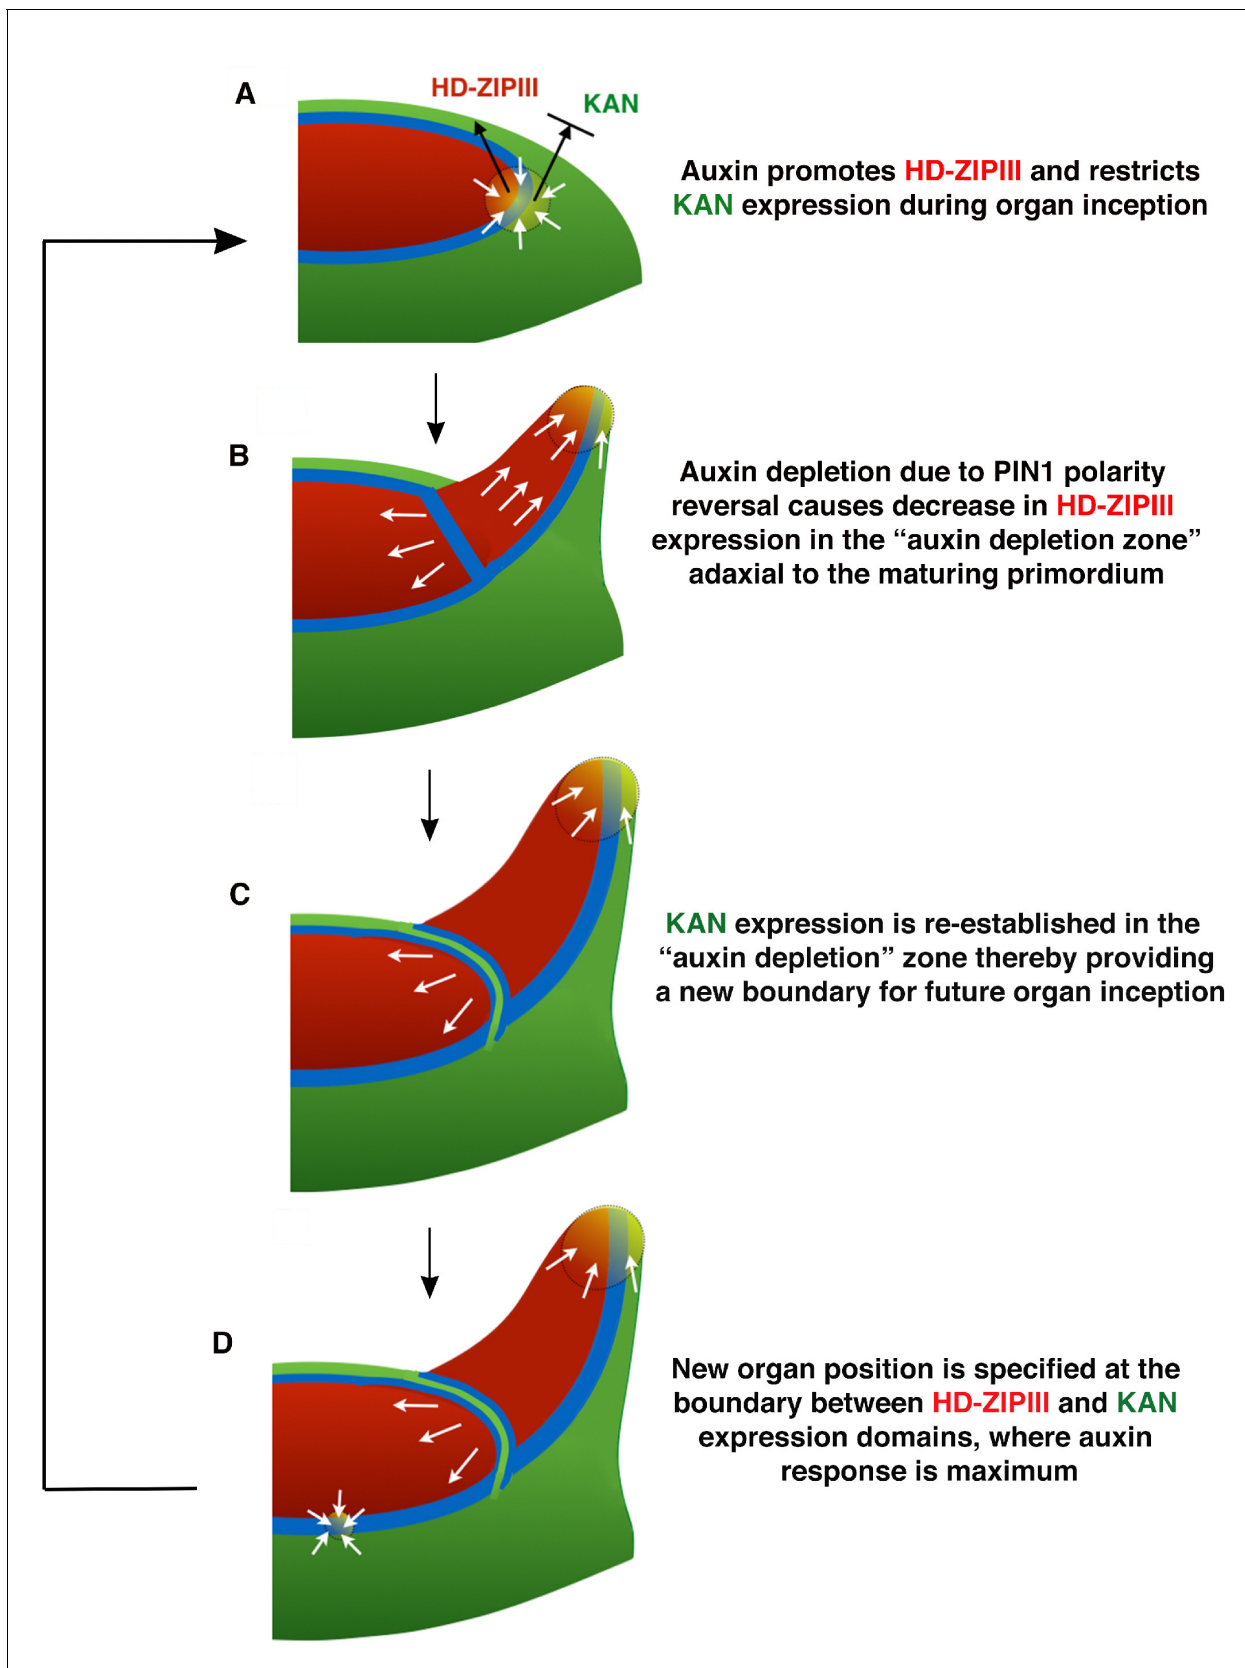 A
HD-ZIPIII
KAN
Auxin promotes HD-ZIPIII and restricts
KAN expression during organ inception
B
Auxin depletion due to PIN1 polarity
reversal causes decrease in HD-ZIPIII
expression in the “auxin depletion zone”
adaxial to the maturing primordium
C
KAN expression is re-established in the
“auxin depletion” zone thereby providing
a new boundary for future organ inception
D
New organ position is specified at the
boundary between HD-ZIPIII and KAN
expression domains, where auxin
response is maximum